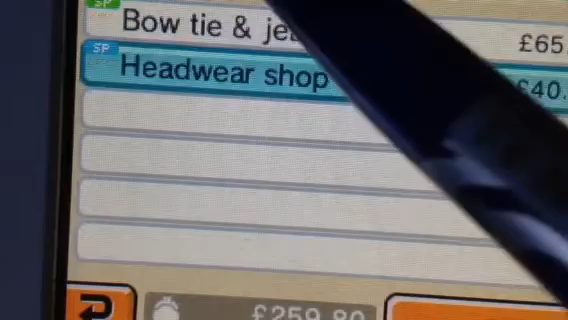 SP
Bow tie & je
£65.
SP
Headwear shop
£40.
£259.80